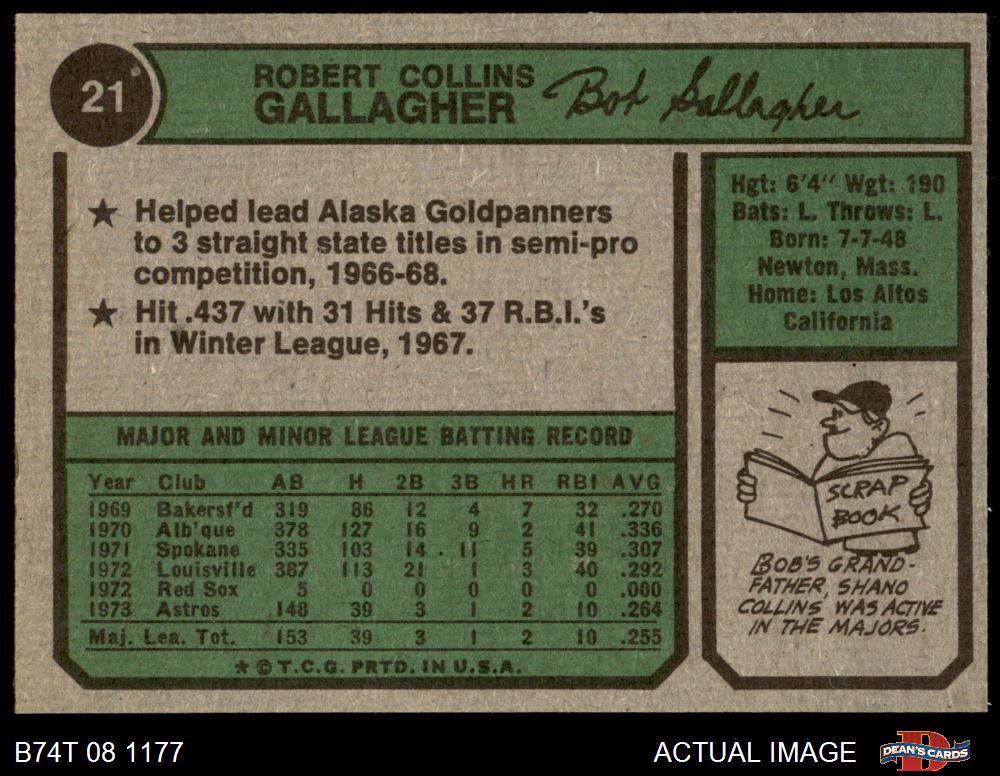 21
ROBERT COLLINS
GALLAGHER
Bob Gallagher
★ Helped lead Alaska Goldpanners
to 3 straight state titles in semi-pro
competition, 1966-68.
★ Hit .437 with 31 Hits & 37 R.B.I.'s
in Winter League, 1967.
Hgt: 6'4" Wgt: 190
Bats: L. Throws: L.
Born: 7-7-48
Newton, Mass.
Home: Los Altos
California
MAJOR AND MINOR LEAGUE BATTING RECORD
Year Club AB H 2B 3B HR RBI AVG
1969 Bakersf'd 319 86 12 4 7 32 .270
1970 Alb'que 378 127 16 9 2 41 .336
1971 Spokane 335 103 14 11 5 39 .307
1972 Louisville 387 113 21 1 3 40 .292
1972 Red Sox 5 0 0 0 0 0 .000
1973 Astros 148 39 3 1 2 10 .264
Maj. Lea. Tot. 153 39 3 1 2 10 .255
★ © T.C.G. PRTD. IN U.S.A.
SCRAP
BOOK
BOB'S GRAND-
FATHER, SHANO
COLLINS WAS ACTIVE
IN THE MAJORS.
B74T 08 1177
ACTUAL IMAGE
DEAN'S CARDS